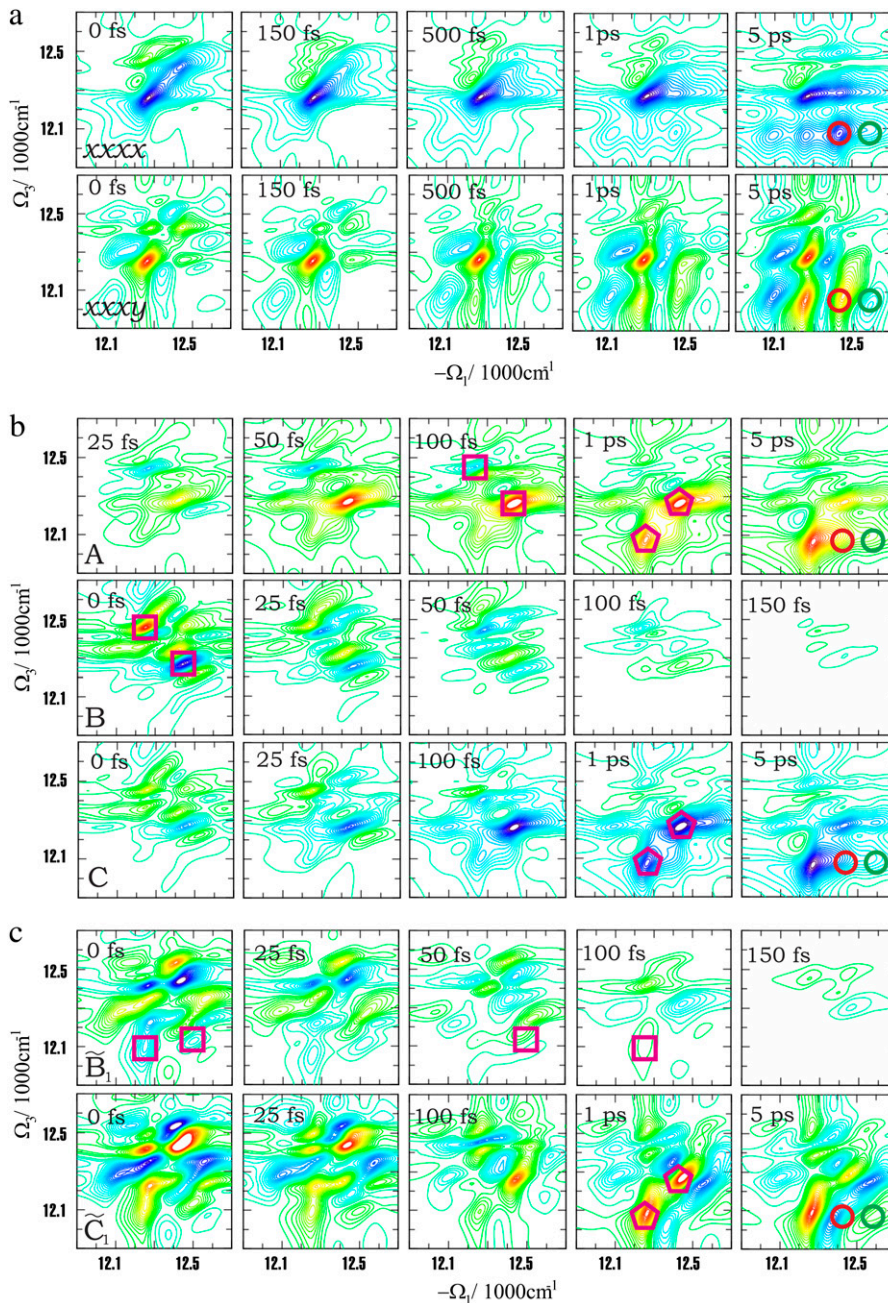 a
0 fs 150 fs 500 fs 1ps 5 ps
12.5
12.1
xxxx
0 fs 150 fs 500 fs 1ps 5 ps
12.5
12.1
xxxy
Ω₃/ 1000cm⁻¹
12.1 12.5 12.1 12.5 12.1 12.5 12.1 12.5 12.1 12.5
−Ω₁/ 1000cm⁻¹
b
25 fs 50 fs 100 fs 1 ps 5 ps
12.5
12.1
A
0 fs 25 fs 50 fs 100 fs 150 fs
12.5
12.1
B
Ω₃/ 1000cm⁻¹
0 fs 25 fs 100 fs 1 ps 5 ps
12.5
12.1
C
c
0 fs 25 fs 50 fs 100 fs 150 fs
12.5
12.1
B̃₁
Ω₃/ 1000cm⁻¹
0 fs 25 fs 100 fs 1 ps 5 ps
12.5
12.1
C̃₁
12.1 12.5 12.1 12.5 12.1 12.5 12.1 12.5 12.1 12.5
−Ω₁/ 1000cm⁻¹